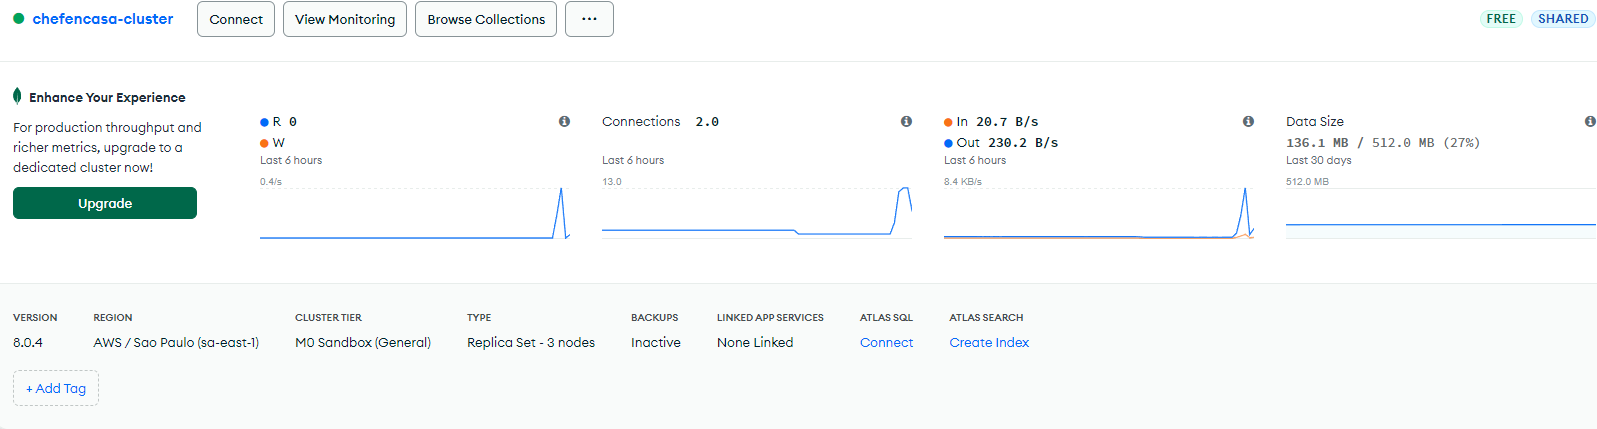 chefencasa-cluster
Connect
View Monitoring
Browse Collections
...
FREE
SHARED
Enhance Your Experience
For production throughput and
richer metrics, upgrade to a
dedicated cluster now!
Upgrade
R 0
W
Last 6 hours
0.4/s
Connections 2.0
Last 6 hours
13.0
In 20.7 B/s
Out 230.2 B/s
Last 6 hours
8.4 KB/s
Data Size
136.1 MB / 512.0 MB (27%)
Last 30 days
512.0 MB
VERSION
8.0.4
REGION
AWS / Sao Paulo (sa-east-1)
CLUSTER TIER
M0 Sandbox (General)
TYPE
Replica Set - 3 nodes
BACKUPS
Inactive
LINKED APP SERVICES
None Linked
ATLAS SQL
Connect
ATLAS SEARCH
Create Index
+ Add Tag